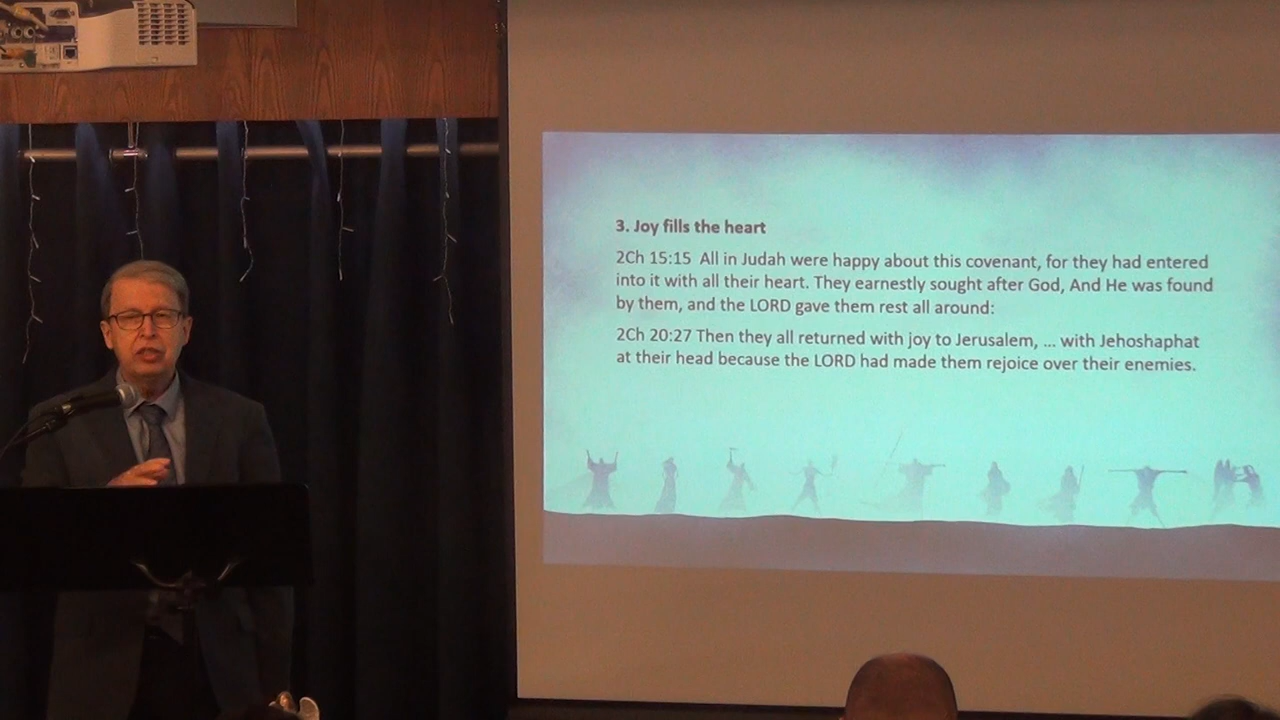 3. Joy fills the heart
2Ch 15:15 All in Judah were happy about this covenant, for they had entered
into it with all their heart. They earnestly sought after God, And He was found
by them, and the LORD gave them rest all around:
2Ch 20:27 Then they all returned with joy to Jerusalem, ... with Jehoshaphat
at their head because the LORD had made them rejoice over their enemies.